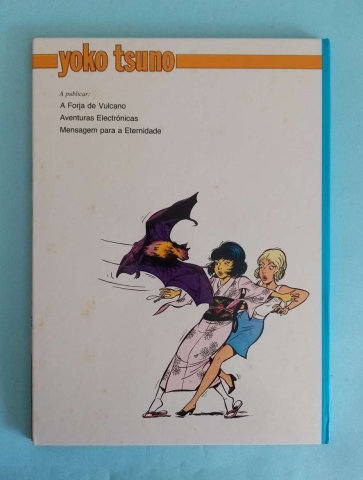 yoko tsuno
A publicar:
A Forja de Vulcano
Aventuras Electrónicas
Mensagem para a Eternidade